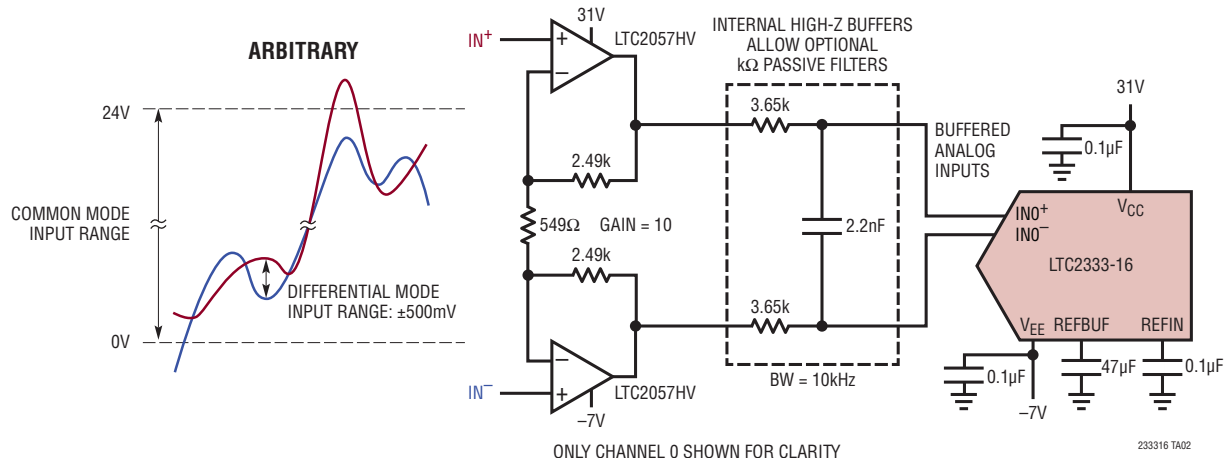 ARBITRARY
24V
COMMON MODE
INPUT RANGE
DIFFERENTIAL MODE
INPUT RANGE: ±500mV
0V
IN+
31V
LTC2057HV
+
–
2.49k
549Ω
GAIN = 10
2.49k
–
+
IN–
LTC2057HV
–7V
INTERNAL HIGH-Z BUFFERS
ALLOW OPTIONAL
kΩ PASSIVE FILTERS
3.65k
2.2nF
3.65k
BW = 10kHz
BUFFERED
ANALOG
INPUTS
31V
0.1µF
VCC
IN0+
IN0–
LTC2333-16
VEE
REFBUF
REFIN
0.1µF
47µF
0.1µF
–7V
ONLY CHANNEL 0 SHOWN FOR CLARITY
233316 TA02